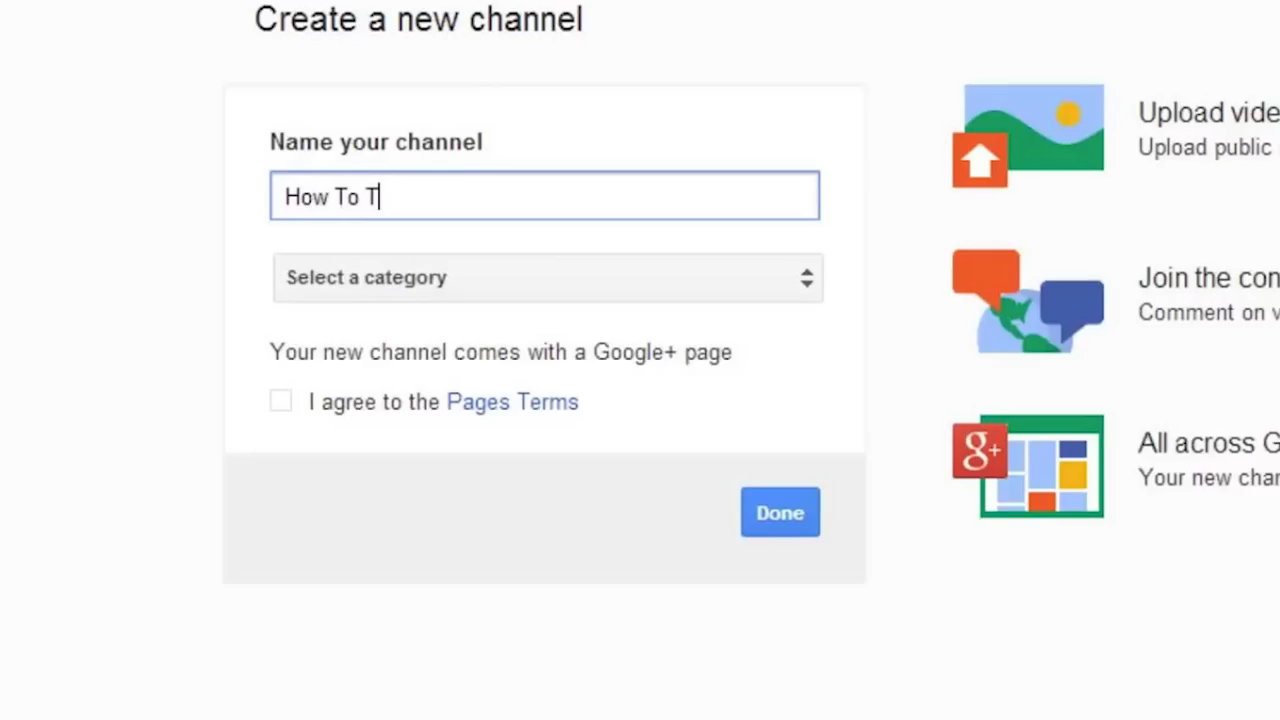 Create a new channel
Name your channel
How To T
Select a category
Your new channel comes with a Google+ page
I agree to the Pages Terms
Done
Upload vide
Upload public
Join the con
Comment on v
g+
All across G
Your new chan